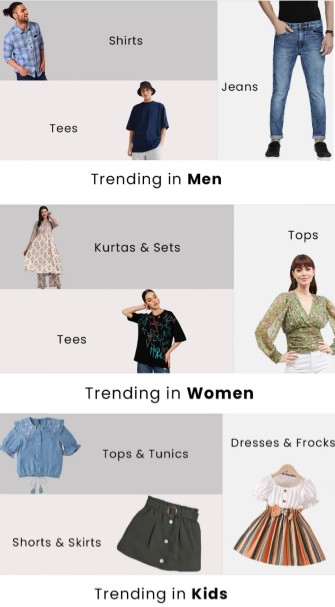 Shirts
Jeans
Tees
Trending in Men
Kurtas & Sets
Tops
Tees
Trending in Women
Tops & Tunics
Dresses & Frocks
Shorts & Skirts
Trending in Kids